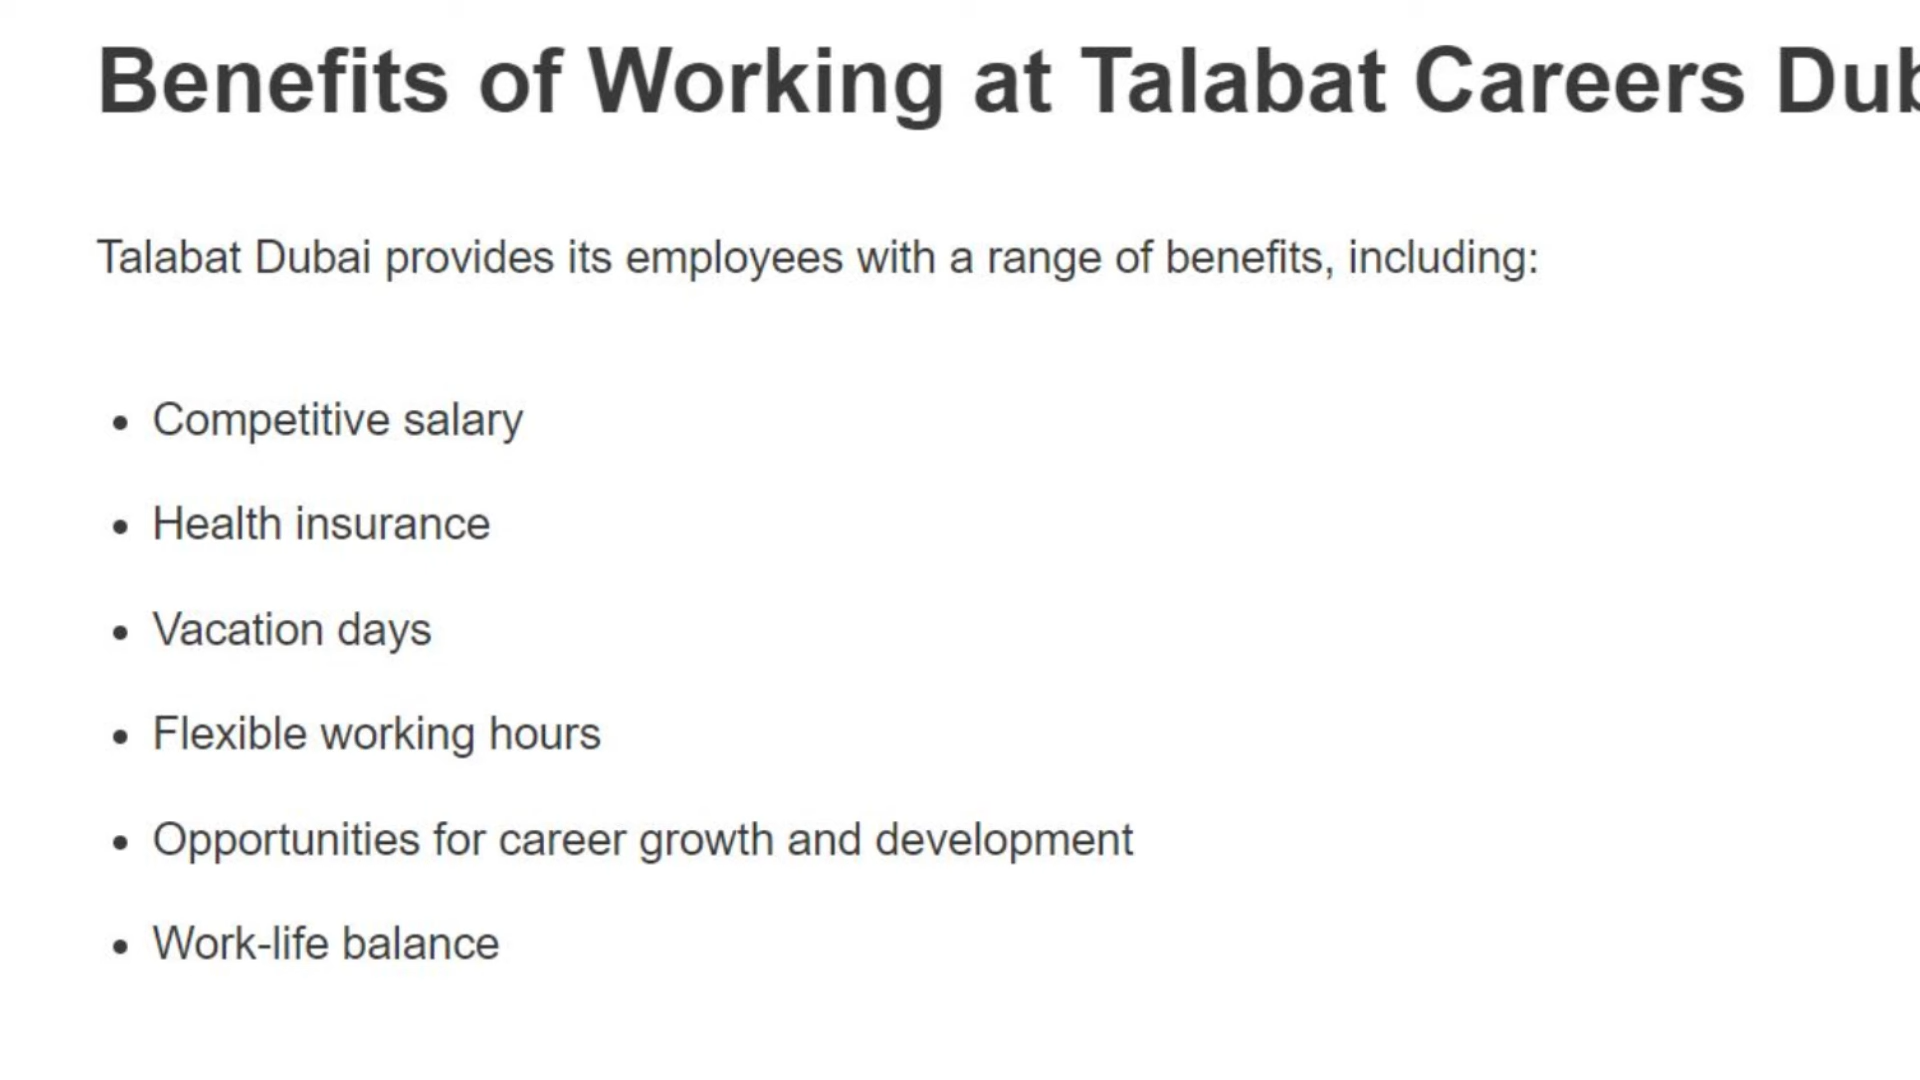 Benefits of Working at Talabat Careers Dub
Talabat Dubai provides its employees with a range of benefits, including:
• Competitive salary
• Health insurance
• Vacation days
• Flexible working hours
• Opportunities for career growth and development
• Work-life balance